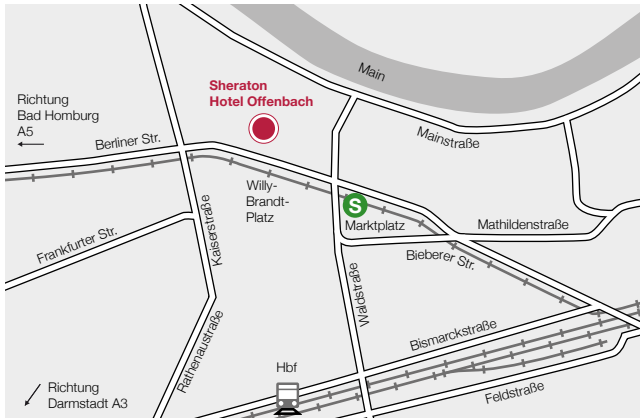 Main
Sheraton
Hotel Offenbach
Richtung
Bad Homburg
A5
Mainstraße
Berliner Str.
Willy-
Brandt-
Platz
S
Marktplatz
Mathildenstraße
Kaiserstraße
Frankfurter Str.
Bieberer Str.
Waldstraße
Bismarckstraße
Rathenaustraße
Hbf
Feldstraße
Richtung
Darmstadt A3